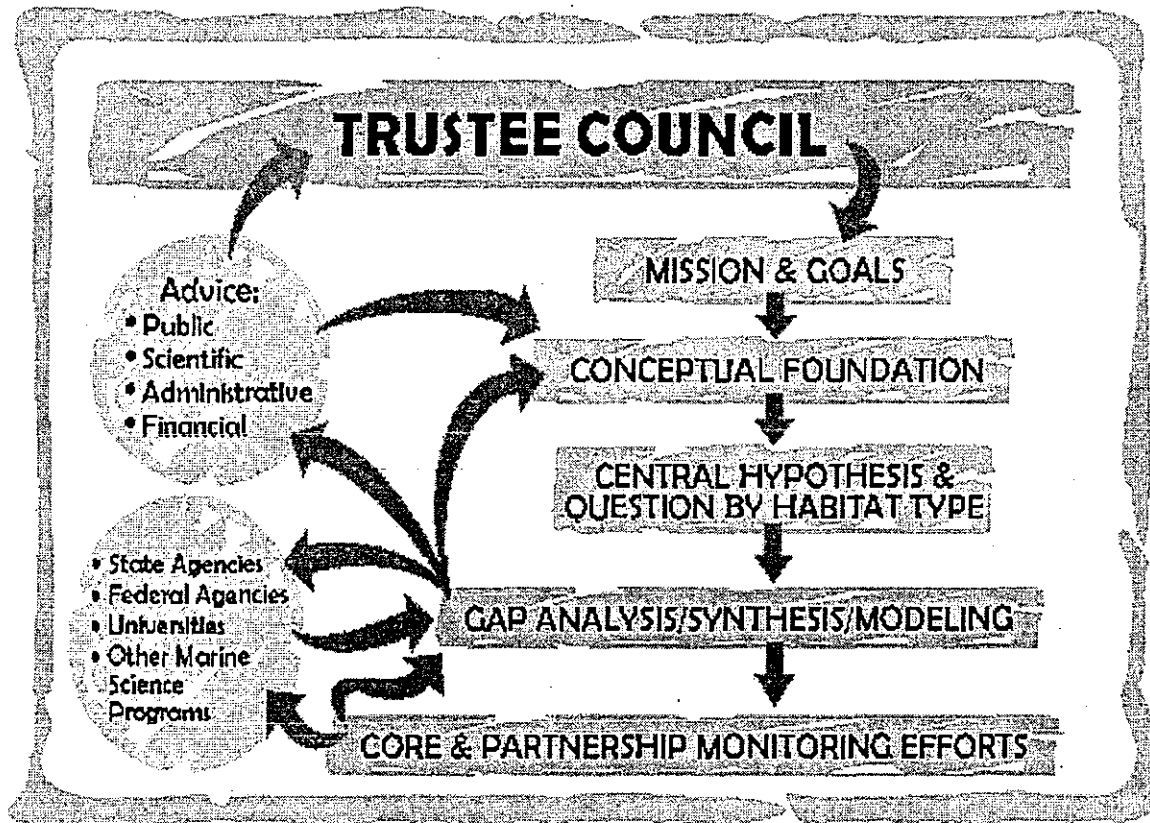 TRUSTEE COUNCIL
MISSION & GOALS
Advice:
• Public
• Scientific
• Administrative
• Financial
CONCEPTUAL FOUNDATION
CENTRAL HYPOTHESIS &
QUESTION BY HABITAT TYPE
• State Agencies
• Federal Agencies
• Universities
• Other Marine
Science
Programs
GAP ANALYSIS/SYNTHESIS/MODELING
CORE & PARTNERSHIP MONITORING EFFORTS